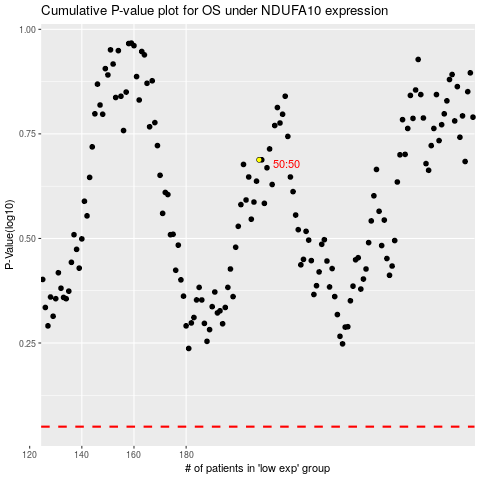 Cumulative P-value plot for OS under NDUFA10 expression
1.00
0.75
0.50
0.25
P-Value(log10)
50:50
120 140 160 180
# of patients in 'low exp' group